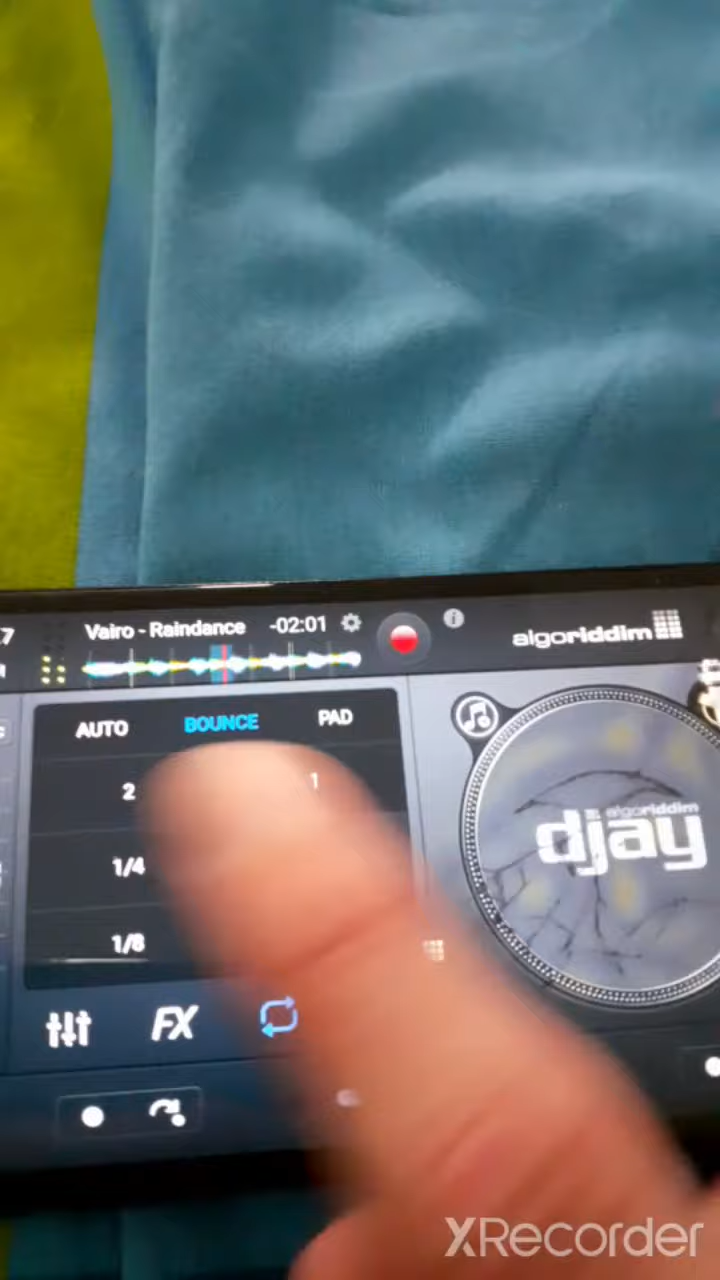 Vairo - Raindance -02:01
algoriddim
AUTO BOUNCE PAD
2 1
1/4
1/8
algoriddim
djay
FX
XRecorder